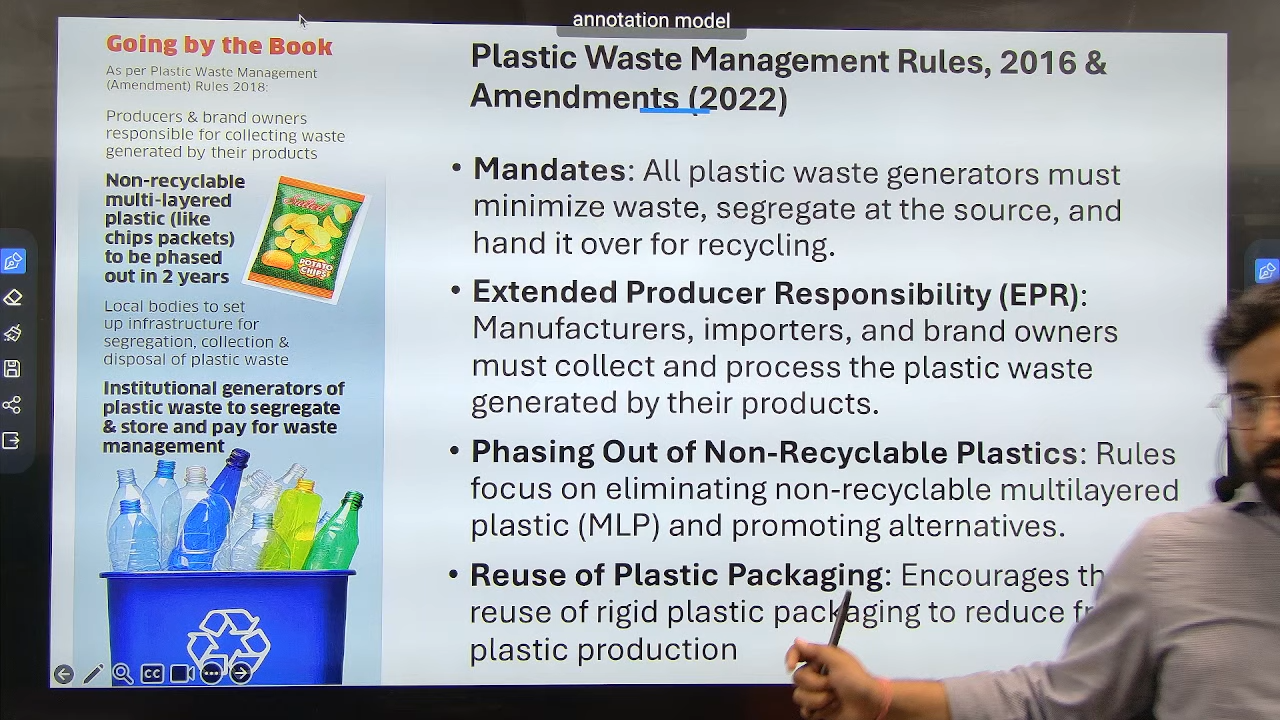 annotation model
Going by the Book
As per Plastic Waste Management
(Amendment) Rules 2018:
Producers & brand owners
responsible for collecting waste
generated by their products
Non-recyclable
multi-layered
plastic (like
chips packets)
to be phased
out in 2 years
POTATO
CHIPS
Local bodies to set
up infrastructure for
segregation, collection &
disposal of plastic waste
Institutional generators of
plastic waste to segregate
& store and pay for waste
management
CC
Plastic Waste Management Rules, 2016 &
Amendments (2022)
• Mandates: All plastic waste generators must
minimize waste, segregate at the source, and
hand it over for recycling.
• Extended Producer Responsibility (EPR):
Manufacturers, importers, and brand owners
must collect and process the plastic waste
generated by their products.
• Phasing Out of Non-Recyclable Plastics: Rules
focus on eliminating non-recyclable multilayered
plastic (MLP) and promoting alternatives.
• Reuse of Plastic Packaging: Encourages
reuse of rigid plastic packaging to reduce
plastic production